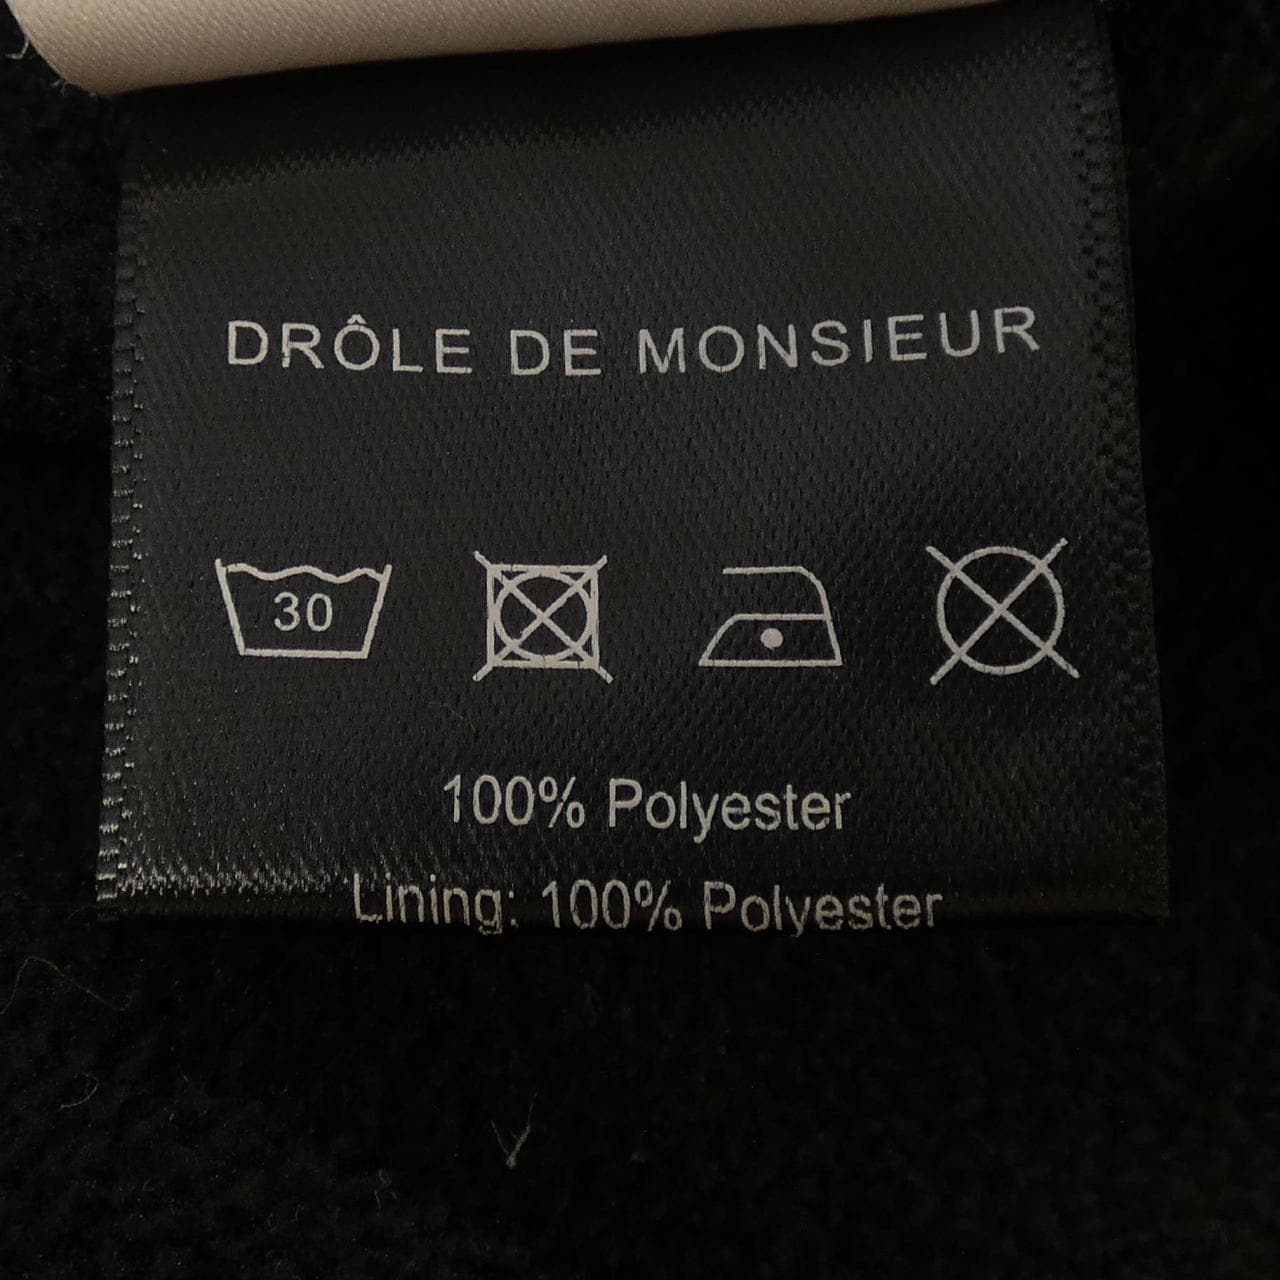 DRÔLE DE MONSIEUR
30
100% Polyester
Lining: 100% Polyester